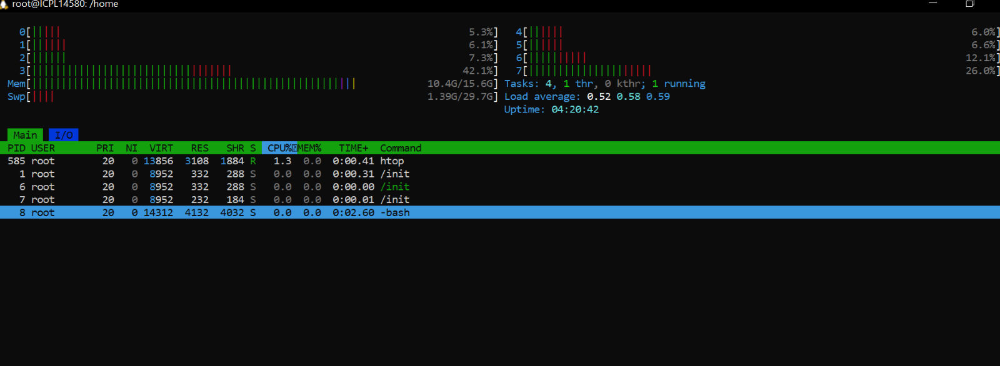 root@ICPL14580: /home
0[||||| 5.3%] 4[|||||| 6.0%]
1[|||||| 6.1%] 5[|||||| 6.6%]
2[|||||| 7.3%] 6[|||||||||| 12.1%]
3[|||||||||||||||||||||||||||||||||| 42.1%] 7[||||||||||||||||||||| 26.0%]
Mem[||||||||||||||||||||||||||||||||||||||||||||||||||||||| 10.4G/15.6G] Tasks: 4, 1 thr, 0 kthr; 1 running
Swp[|||| 1.39G/29.7G] Load average: 0.52 0.58 0.59
Uptime: 04:20:42
Main I/O
PID USER PRI NI VIRT RES SHR S CPU% MEM% TIME+ Command
585 root 20 0 13856 3108 1884 R 1.3 0.0 0:00.41 htop
1 root 20 0 8952 332 288 S 0.0 0.0 0:00.31 /init
6 root 20 0 8952 332 288 S 0.0 0.0 0:00.00 /init
7 root 20 0 8952 232 184 S 0.0 0.0 0:00.01 /init
8 root 20 0 14312 4132 4032 S 0.0 0.0 0:02.60 -bash